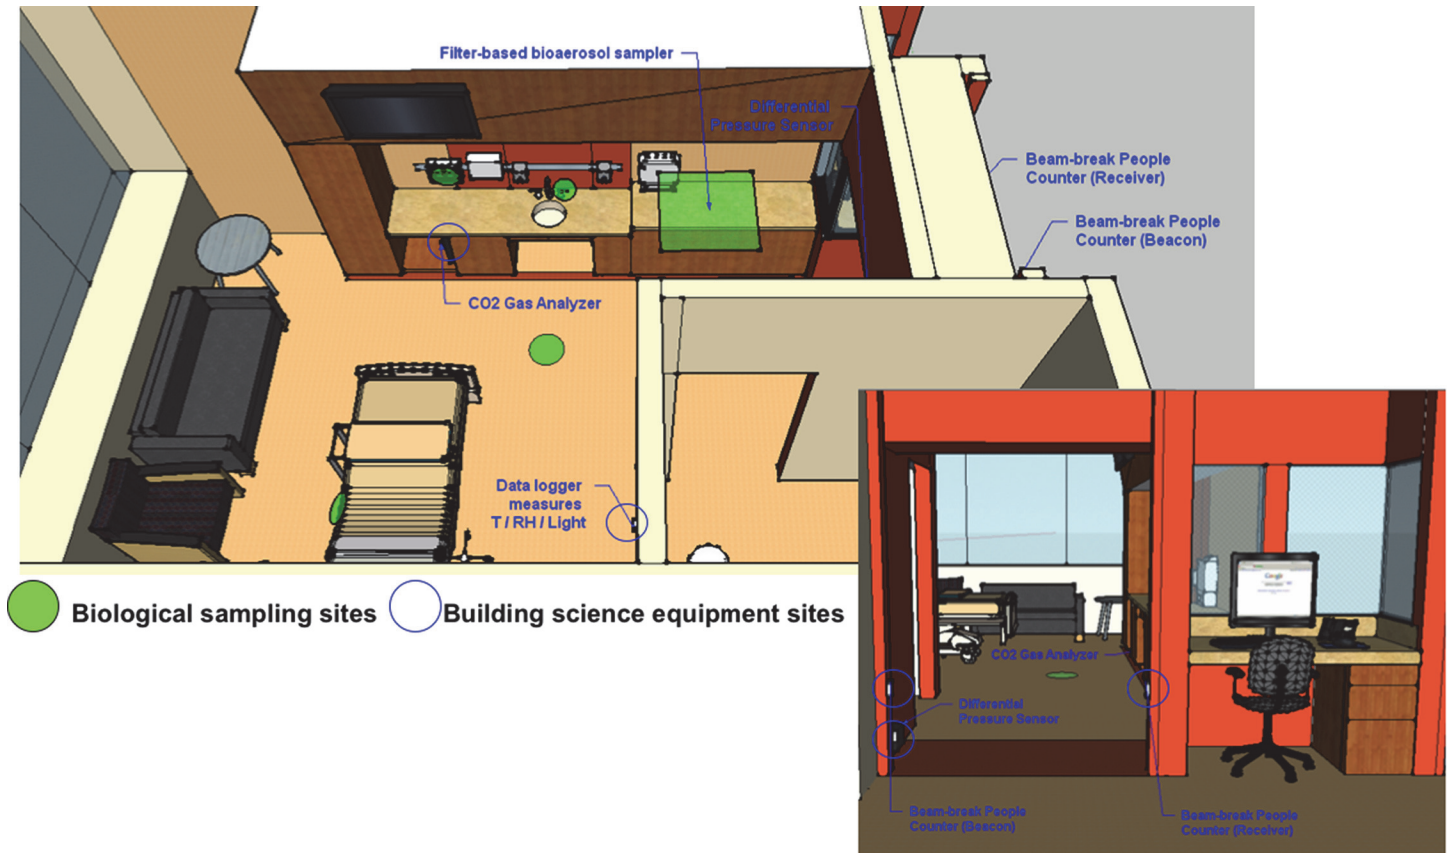 Filter-based bioaerosol sampler
Differential
Pressure Sensor
Beam-break People
Counter (Receiver)
Beam-break People
Counter (Beacon)
CO2 Gas Analyzer
Data logger
measures
T / RH / Light
Biological sampling sites
Building science equipment sites
Google
CO2 Gas Analyzer
Differential
Pressure Sensor
Beam-break People
Counter (Beacon)
Beam-break People
Counter (Receiver)